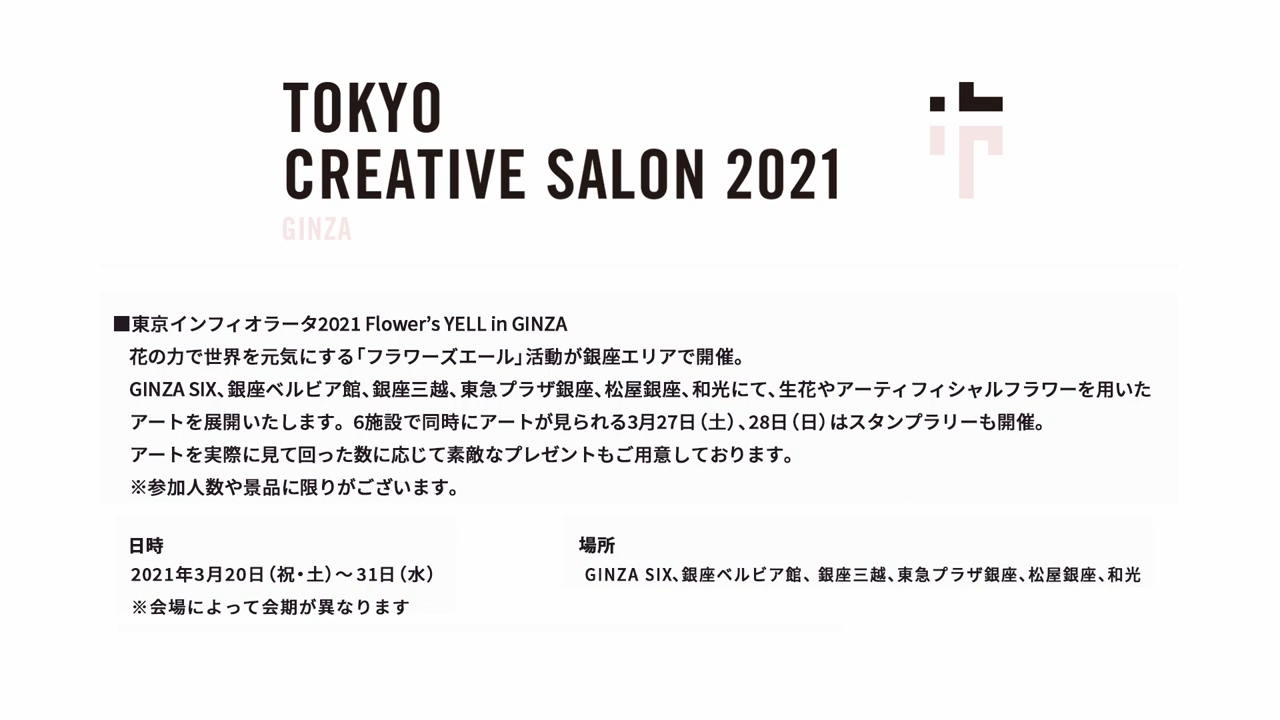 TOKYO
CREATIVE SALON 2021
GINZA
■東京インフィオラータ2021 Flower’s YELL in GINZA
花の力で世界を元気にする「フラワーズエール」活動が銀座エリアで開催。
GINZA SIX、銀座ベルビア館、銀座三越、東急プラザ銀座、松屋銀座、和光にて、生花やアーティフィシャルフラワーを用いた
アートを展開いたします。6施設で同時にアートが見られる3月27日（土）、28日（日）はスタンプラリーも開催。
アートを実際に見て回った数に応じて素敵なプレゼントもご用意しております。
※参加人数や景品に限りがございます。
日時
2021年3月20日（祝・土）～31日（水）
※会場によって会期が異なります
場所
GINZA SIX、銀座ベルビア館、銀座三越、東急プラザ銀座、松屋銀座、和光